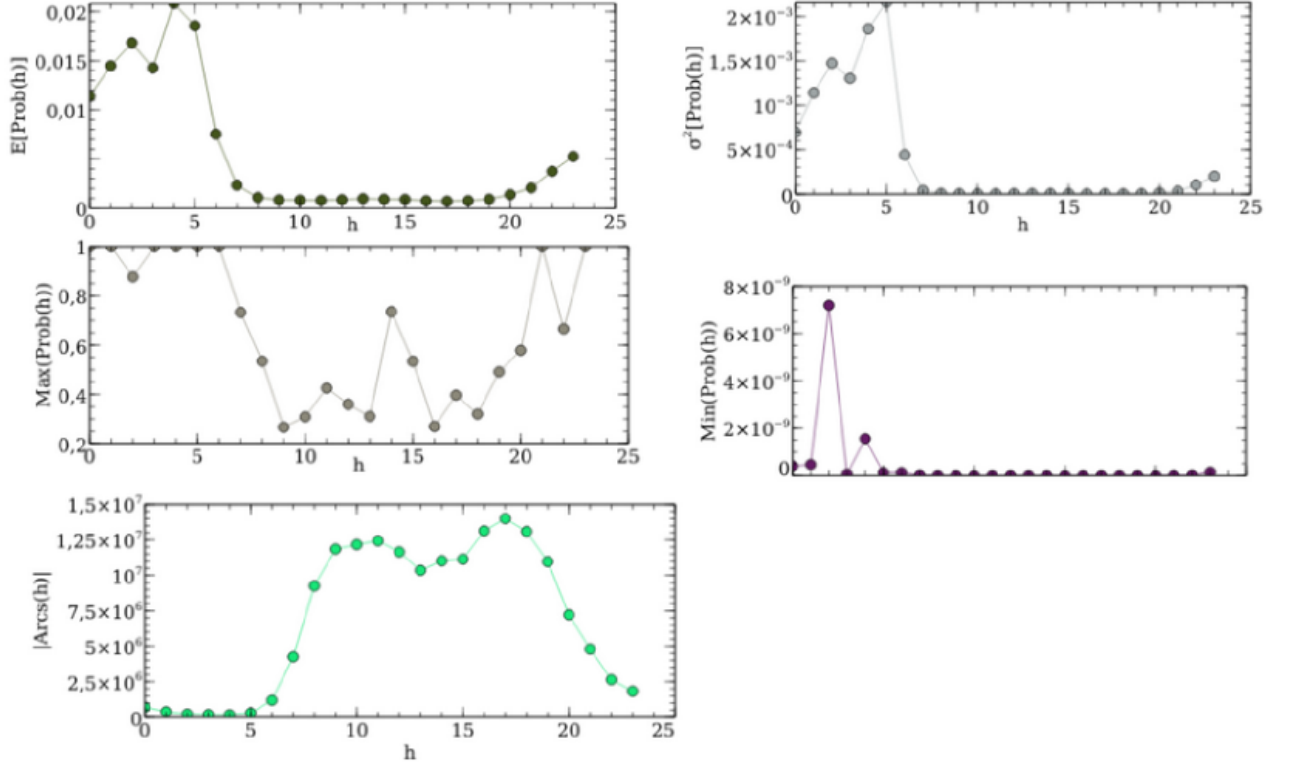 E[Prob(h)]
0,02
0,015
0,01
0
0 5 10 15 20 25
h
σ²[Prob(h)]
2×10⁻³
1,5×10⁻³
10⁻³
5×10⁻⁴
0
0 5 10 15 20 25
h
Max(Prob(h))
1
0,8
0,6
0,4
0,2
0 5 10 15 20 25
h
Min(Prob(h))
8×10⁻⁹
6×10⁻⁹
4×10⁻⁹
2×10⁻⁹
0
|Arcs(h)|
1,5×10⁷
1,25×10⁷
10⁷
7,5×10⁶
5×10⁶
2,5×10⁶
0
0 5 10 15 20 25
h